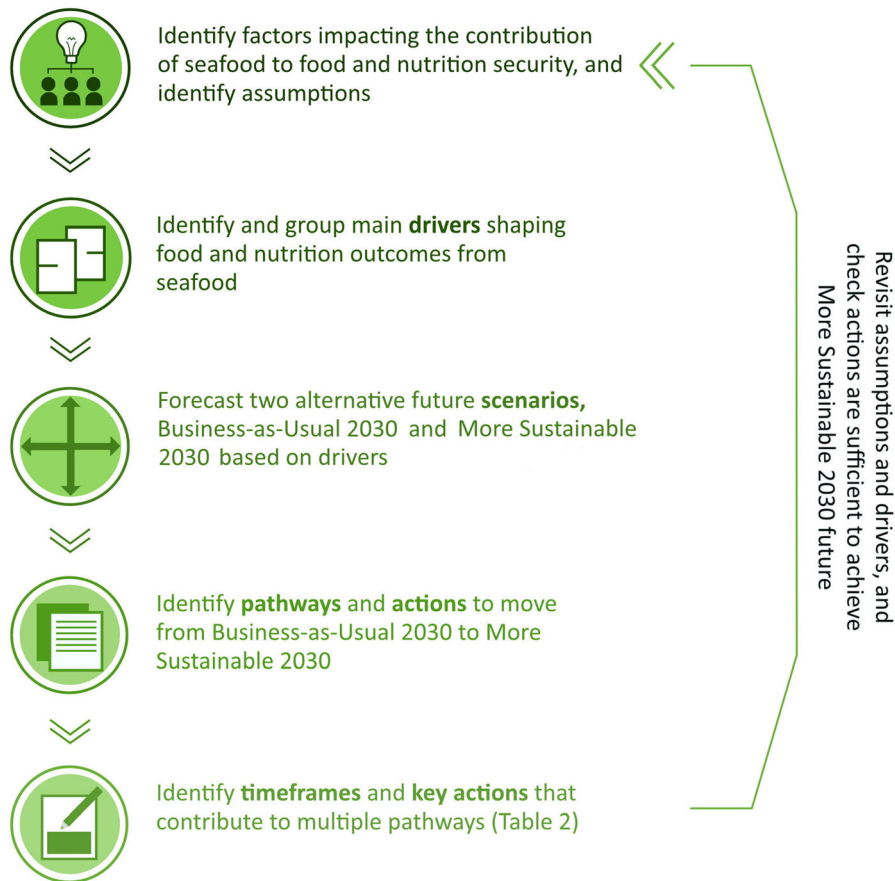 Identify factors impacting the contribution
of seafood to food and nutrition security, and
identify assumptions
Identify and group main drivers shaping
food and nutrition outcomes from
seafood
Forecast two alternative future scenarios,
Business-as-Usual 2030 and More Sustainable
2030 based on drivers
Identify pathways and actions to move
from Business-as-Usual 2030 to More
Sustainable 2030
Identify timeframes and key actions that
contribute to multiple pathways (Table 2)
Revisit assumptions and drivers, and
check actions are sufficient to achieve
More Sustainable 2030 future